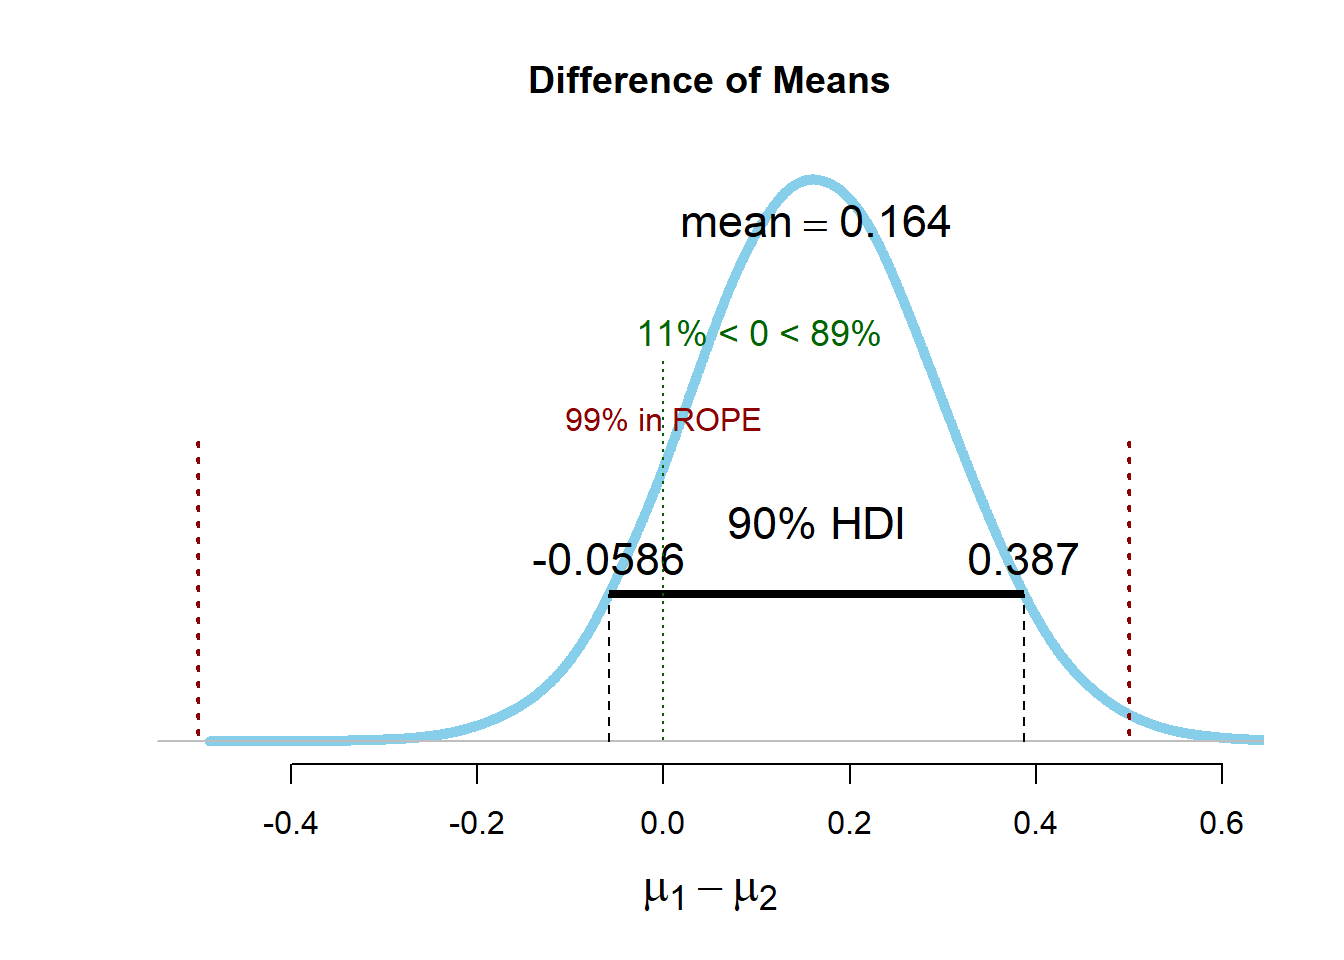 Difference of Means
mean = 0.164
11% < 0 < 89%
99% in ROPE
90% HDI
-0.0586 0.387
-0.4 -0.2 0.0 0.2 0.4 0.6
μ1 − μ2